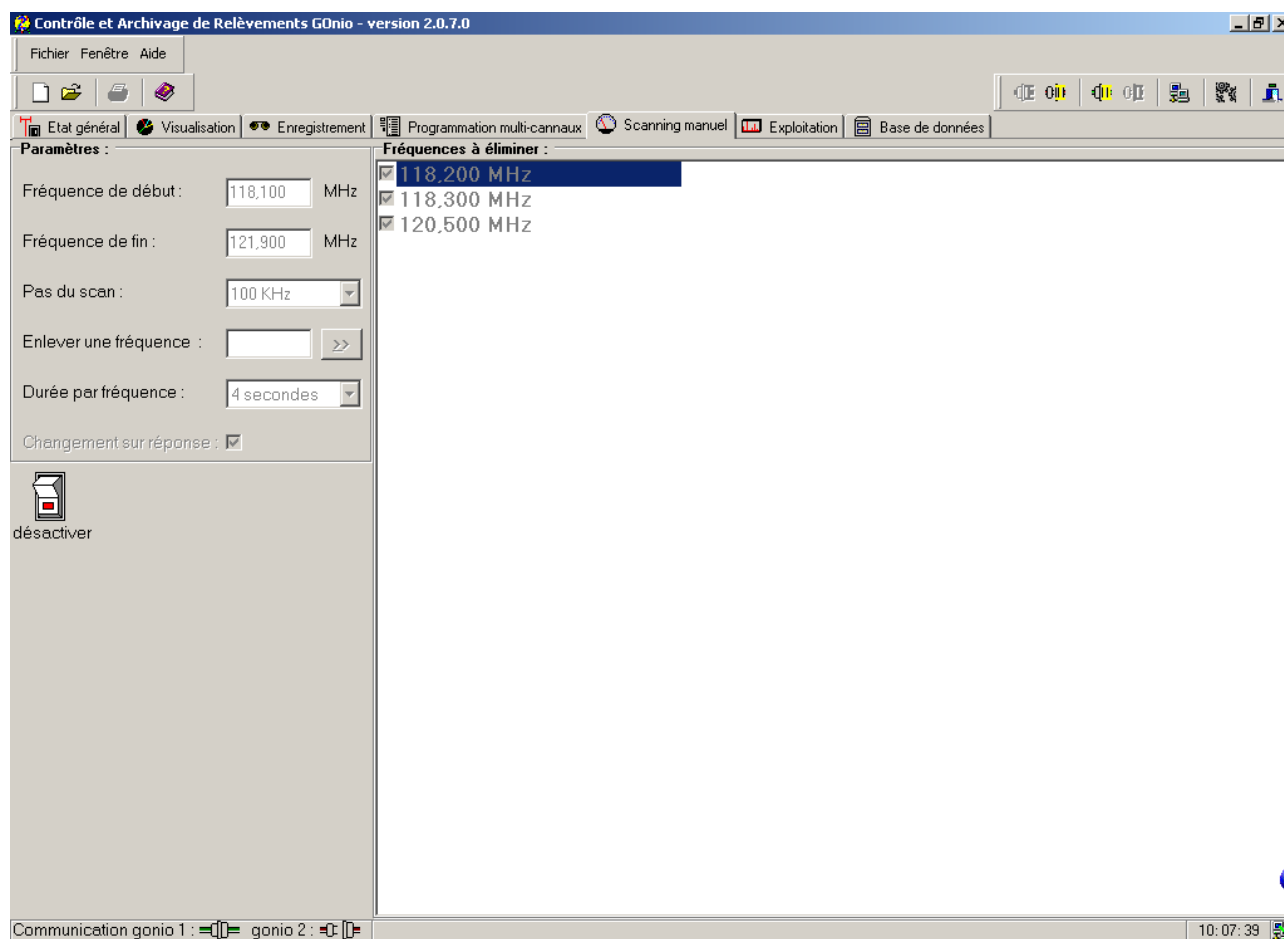 Contrôle et Archivage de Relèvements GOnio - version 2.0.7.0
Fichier Fenêtre Aide
Etat général Visualisation Enregistrement Programmation multi-cannaux Scanning manuel Exploitation Base de données
Paramètres : Fréquences à éliminer :
118,200 MHz
Fréquence de début : 118,100 MHz
118,300 MHz
120,500 MHz
Fréquence de fin : 121,900 MHz
Pas du scan : 100 KHz
Enlever une fréquence : >>
Durée par fréquence : 4 secondes
Changement sur réponse :
désactiver
Communication gonio 1 : gonio 2 : 10:07:39